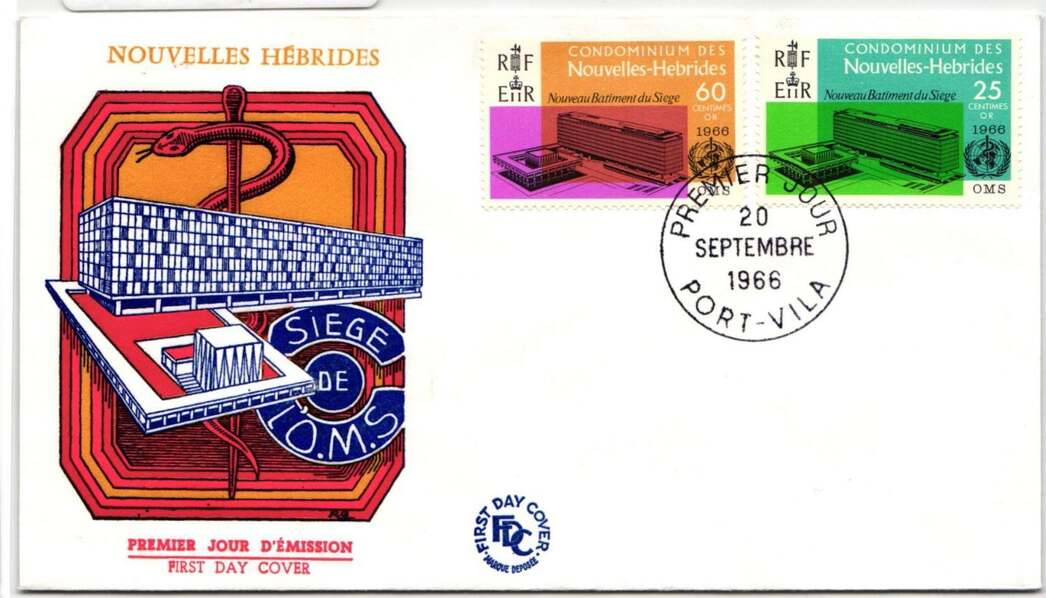 NOUVELLES HÉBRIDES
SIEGE
DE
L'O.M.S
PREMIER JOUR D'ÉMISSION
FIRST DAY COVER
RF
EIIR
CONDOMINIUM DES
Nouvelles-Hebrides
Nouveau Batiment du Siege
60
CENTIMES
OR
1966
OMS
RF
EIIR
CONDOMINIUM DES
Nouvelles-Hebrides
Nouveau Batiment du Siege
25
CENTIMES
OR
1966
OMS
PREMIER JOUR
20
SEPTEMBRE
1966
PORT-VILA
FIRST DAY COVER
FDC
MARQUE DEPOSÉE